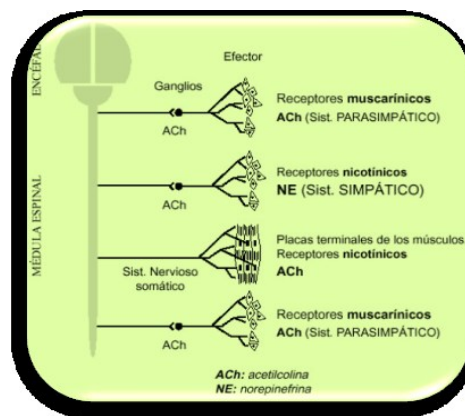 ENCÉFAL
MÉDULA ESPINAL
Efector
Ganglios
ACh
Receptores muscarínicos
ACh (Sist. PARASIMPÁTICO)
ACh
Receptores nicotínicos
NE (Sist. SIMPÁTICO)
Sist. Nervioso
somático
Placas terminales de los músculos
Receptores nicotínicos
ACh
ACh
Receptores muscarínicos
ACh (Sist. PARASIMPÁTICO)
ACh: acetilcolina
NE: norepinefrina